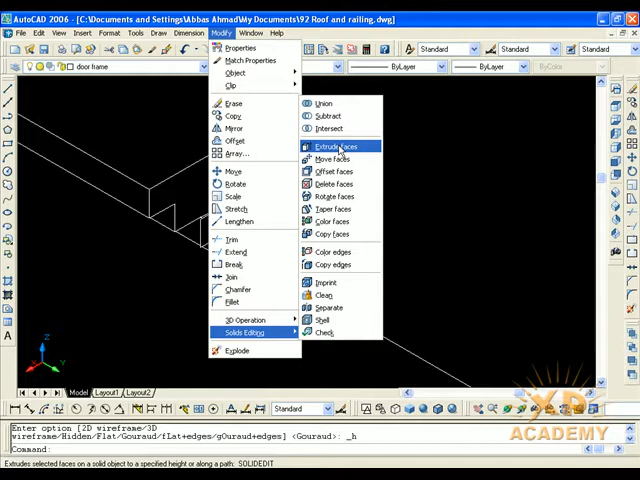 AutoCAD 2006 - [C:\Documents and Settings\Abbas Ahmad\My Documents\92 Roof and railing.dwg]
File Edit View Insert Format Tools Draw Dimension Modify Window Help
Standard Standard
door frame ByLayer ByLayer ByColor
Properties
Match Properties
Object
Clip
Erase
Copy
Mirror
Offset
Array...
Move
Rotate
Scale
Stretch
Lengthen
Trim
Extend
Break
Join
Chamfer
Fillet
3D Operation
Solids Editing
Explode
Union
Subtract
Intersect
Extrude faces
Move faces
Offset faces
Delete faces
Rotate faces
Taper faces
Color faces
Copy faces
Color edges
Copy edges
Imprint
Clean
Separate
Shell
Check
Z
X
Y
Model Layout1 Layout2
Standard
Enter option [2D wireframe/3D
wireframe/Hidden/Flat/Gouraud/fLat+edges/gOuraud+edges] <Gouraud>: _h
Command:
XD
ACADEMY
Extrudes selected faces on a solid object to a specified height or along a path: SOLIDEDIT